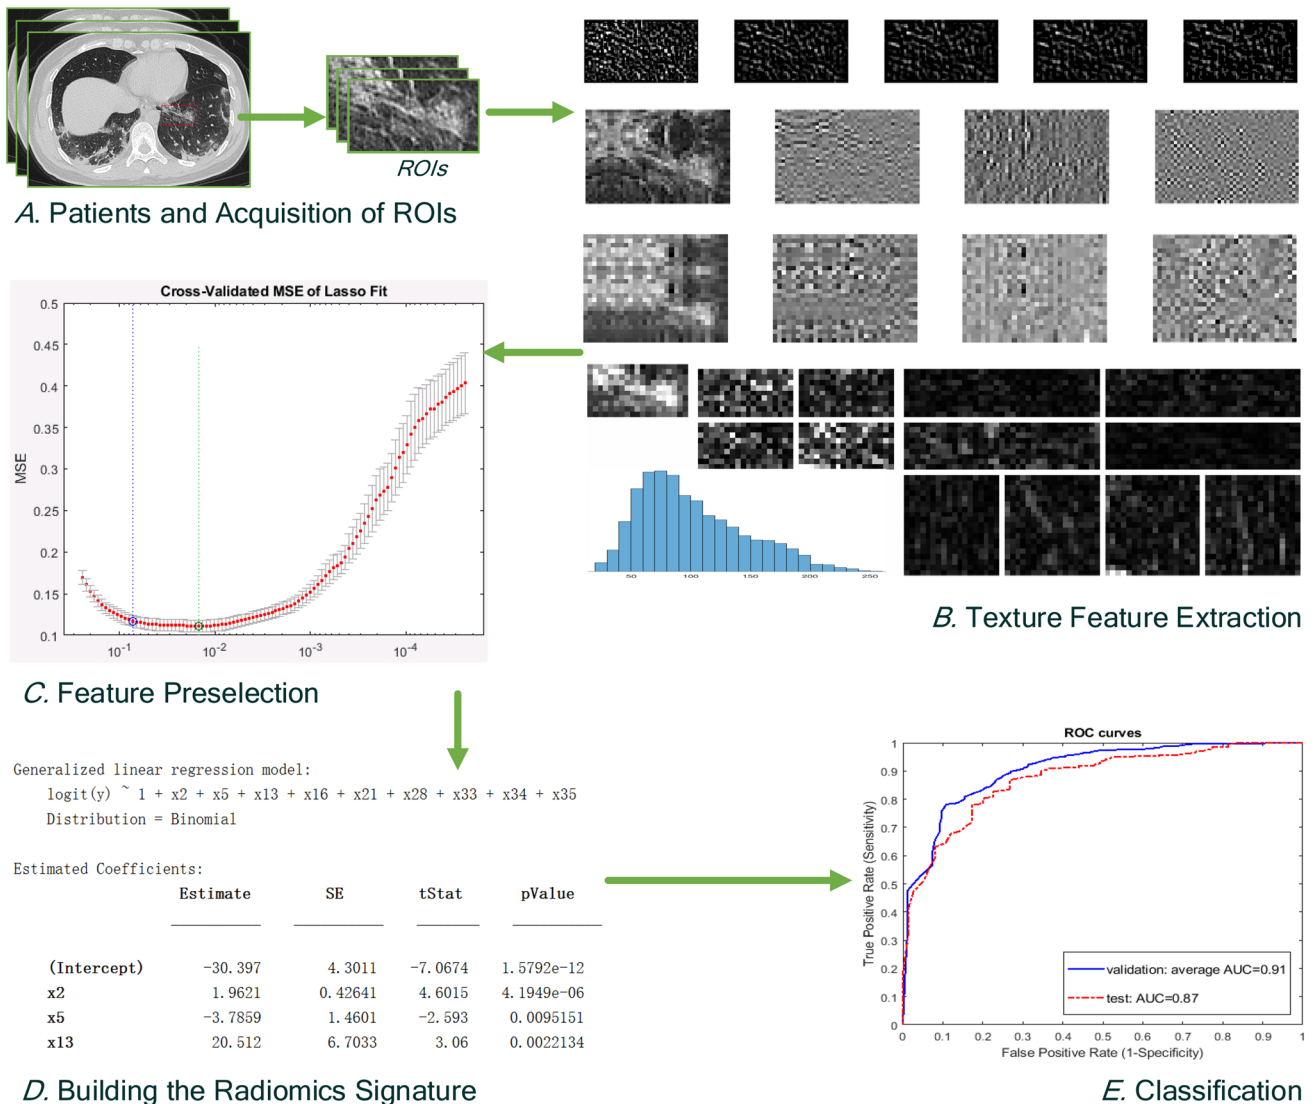 ROIs
A. Patients and Acquisition of ROIs
50
100
150
200
250
B. Texture Feature Extraction
Cross-Validated MSE of Lasso Fit
0.5
0.45
0.4
0.35
0.3
0.25
0.2
0.15
0.1
MSE
10⁻¹
10⁻²
10⁻³
10⁻⁴
C. Feature Preselection
Generalized linear regression model:
logit(y) ~ 1 + x2 + x5 + x13 + x16 + x21 + x28 + x33 + x34 + x35
Distribution = Binomial
Estimated Coefficients:
Estimate SE tStat pValue
(Intercept) -30.397 4.3011 -7.0674 1.5792e-12
x2 1.9621 0.42641 4.6015 4.1949e-06
x5 -3.7859 1.4601 -2.593 0.0095151
x13 20.512 6.7033 3.06 0.0022134
D. Building the Radiomics Signature
ROC curves
1
0.9
0.8
0.7
0.6
0.5
0.4
0.3
0.2
0.1
0
True Positive Rate (Sensitivity)
validation: average AUC=0.91
test: AUC=0.87
0 0.1 0.2 0.3 0.4 0.5 0.6 0.7 0.8 0.9 1
False Positive Rate (1-Specificity)
E. Classification